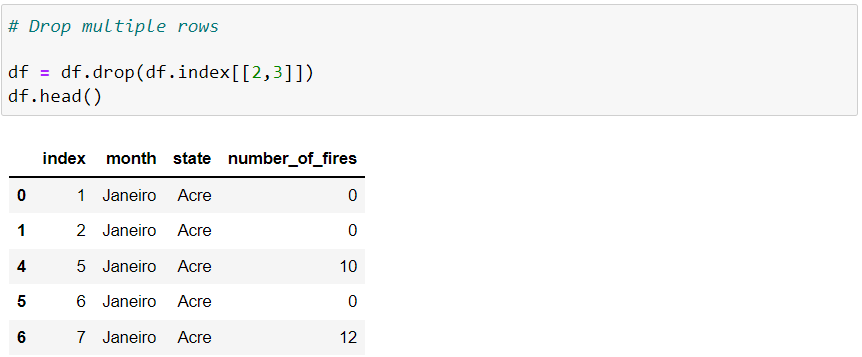 # Drop multiple rows
df = df.drop(df.index[[2,3]])
df.head()
index month state number_of_fires
0 1 Janeiro Acre 0
1 2 Janeiro Acre 0
4 5 Janeiro Acre 10
5 6 Janeiro Acre 0
6 7 Janeiro Acre 12